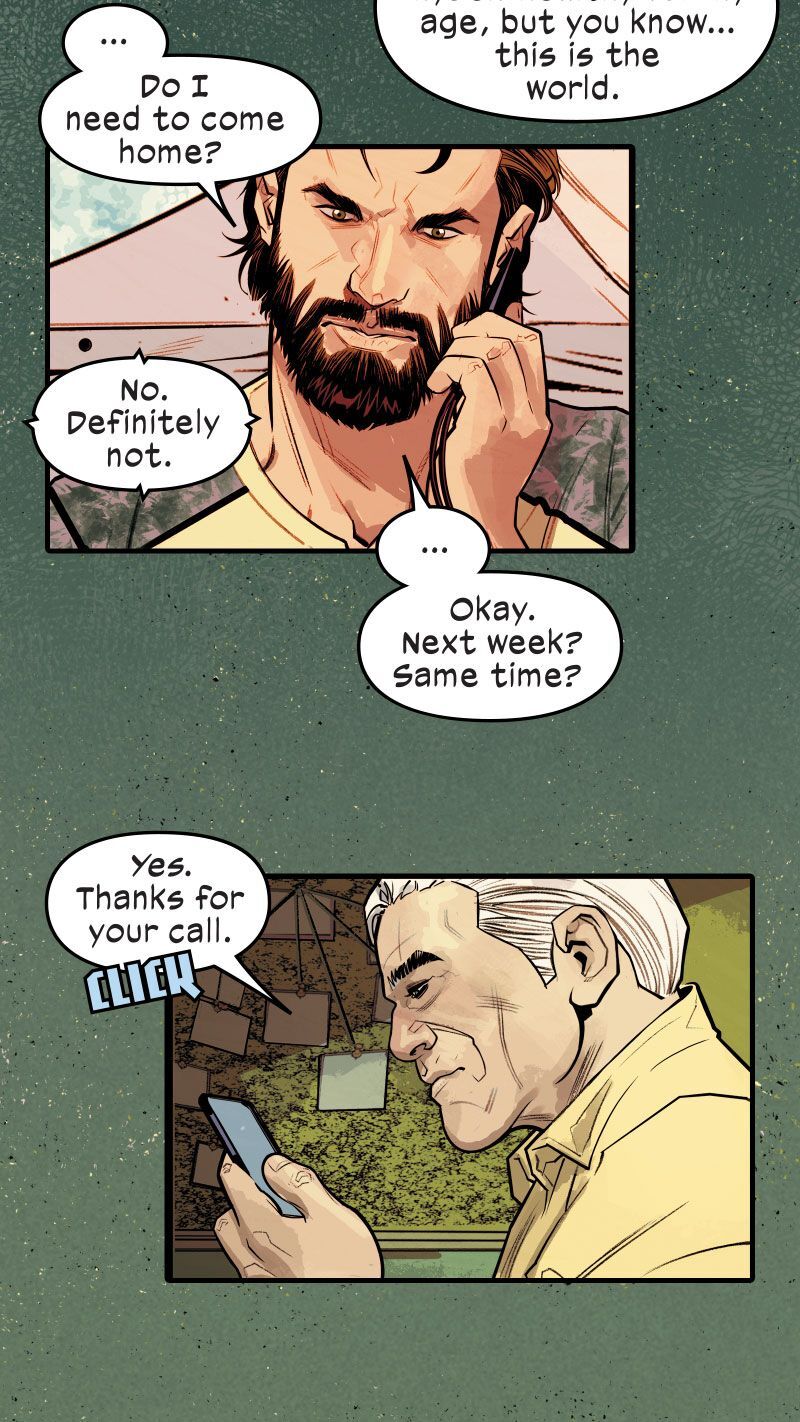 age, but you know...
this is the
world.
...
Do I
need to come
home?
No.
Definitely
not.
...
Okay.
Next week?
Same time?
Yes.
Thanks for
your call.
CLICK